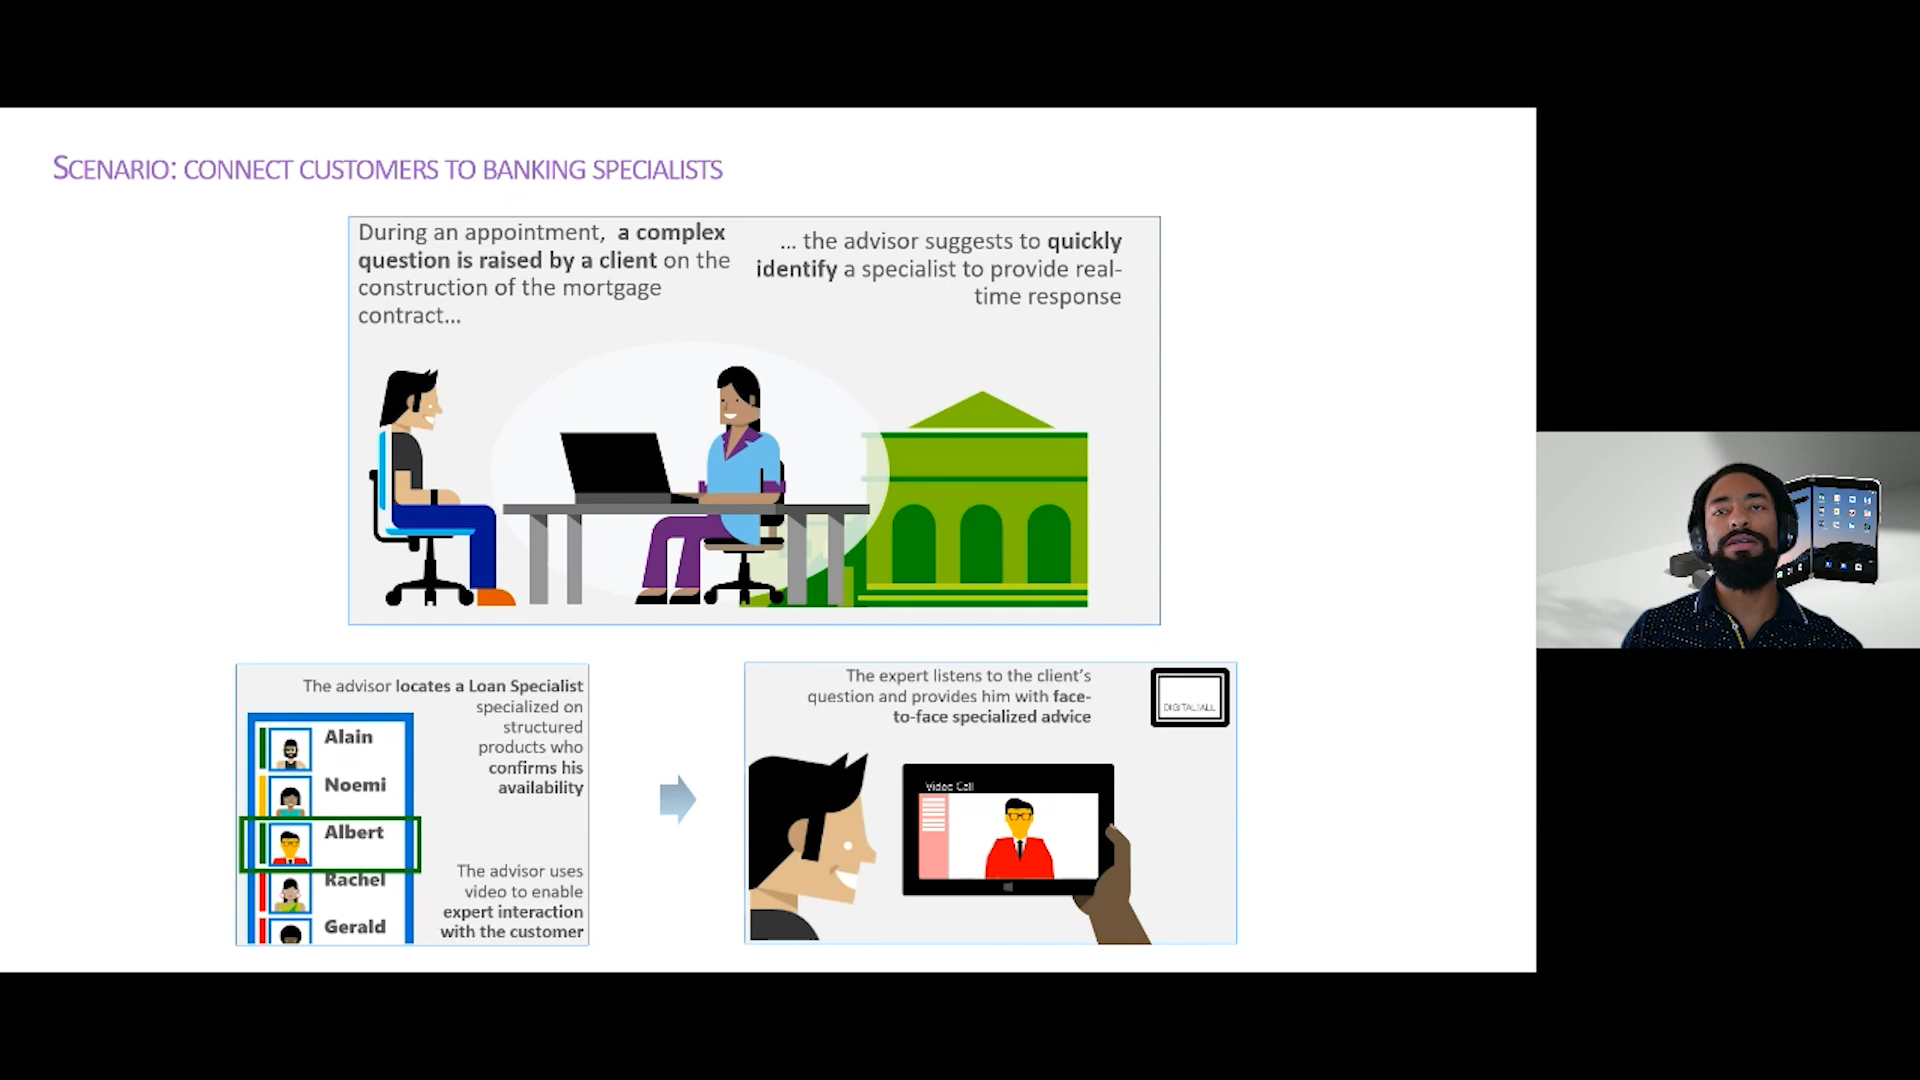 SCENARIO: CONNECT CUSTOMERS TO BANKING SPECIALISTS
During an appointment, a complex
question is raised by a client on the
construction of the mortgage
contract...
... the advisor suggests to quickly
identify a specialist to provide real-
time response
The advisor locates a Loan Specialist
specialized on
structured
products who
confirms his
availability
Alain
Noemi
Albert
Rachel
Gerald
The advisor uses
video to enable
expert interaction
with the customer
The expert listens to the client's
question and provides him with face-
to-face specialized advice
DIGITAL4ALL
Video Call